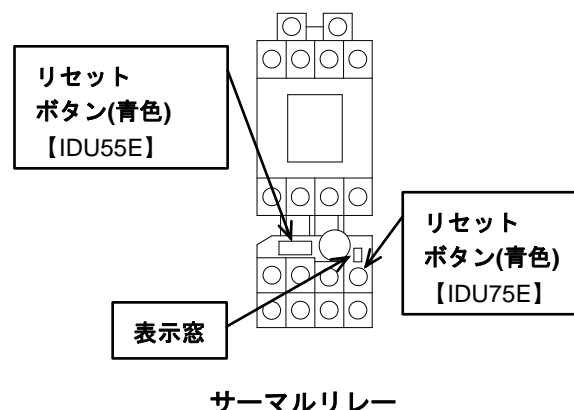 リセット
ボタン(青色)
【IDU55E】
リセット
ボタン(青色)
【IDU75E】
表示窓
サーマルリレー